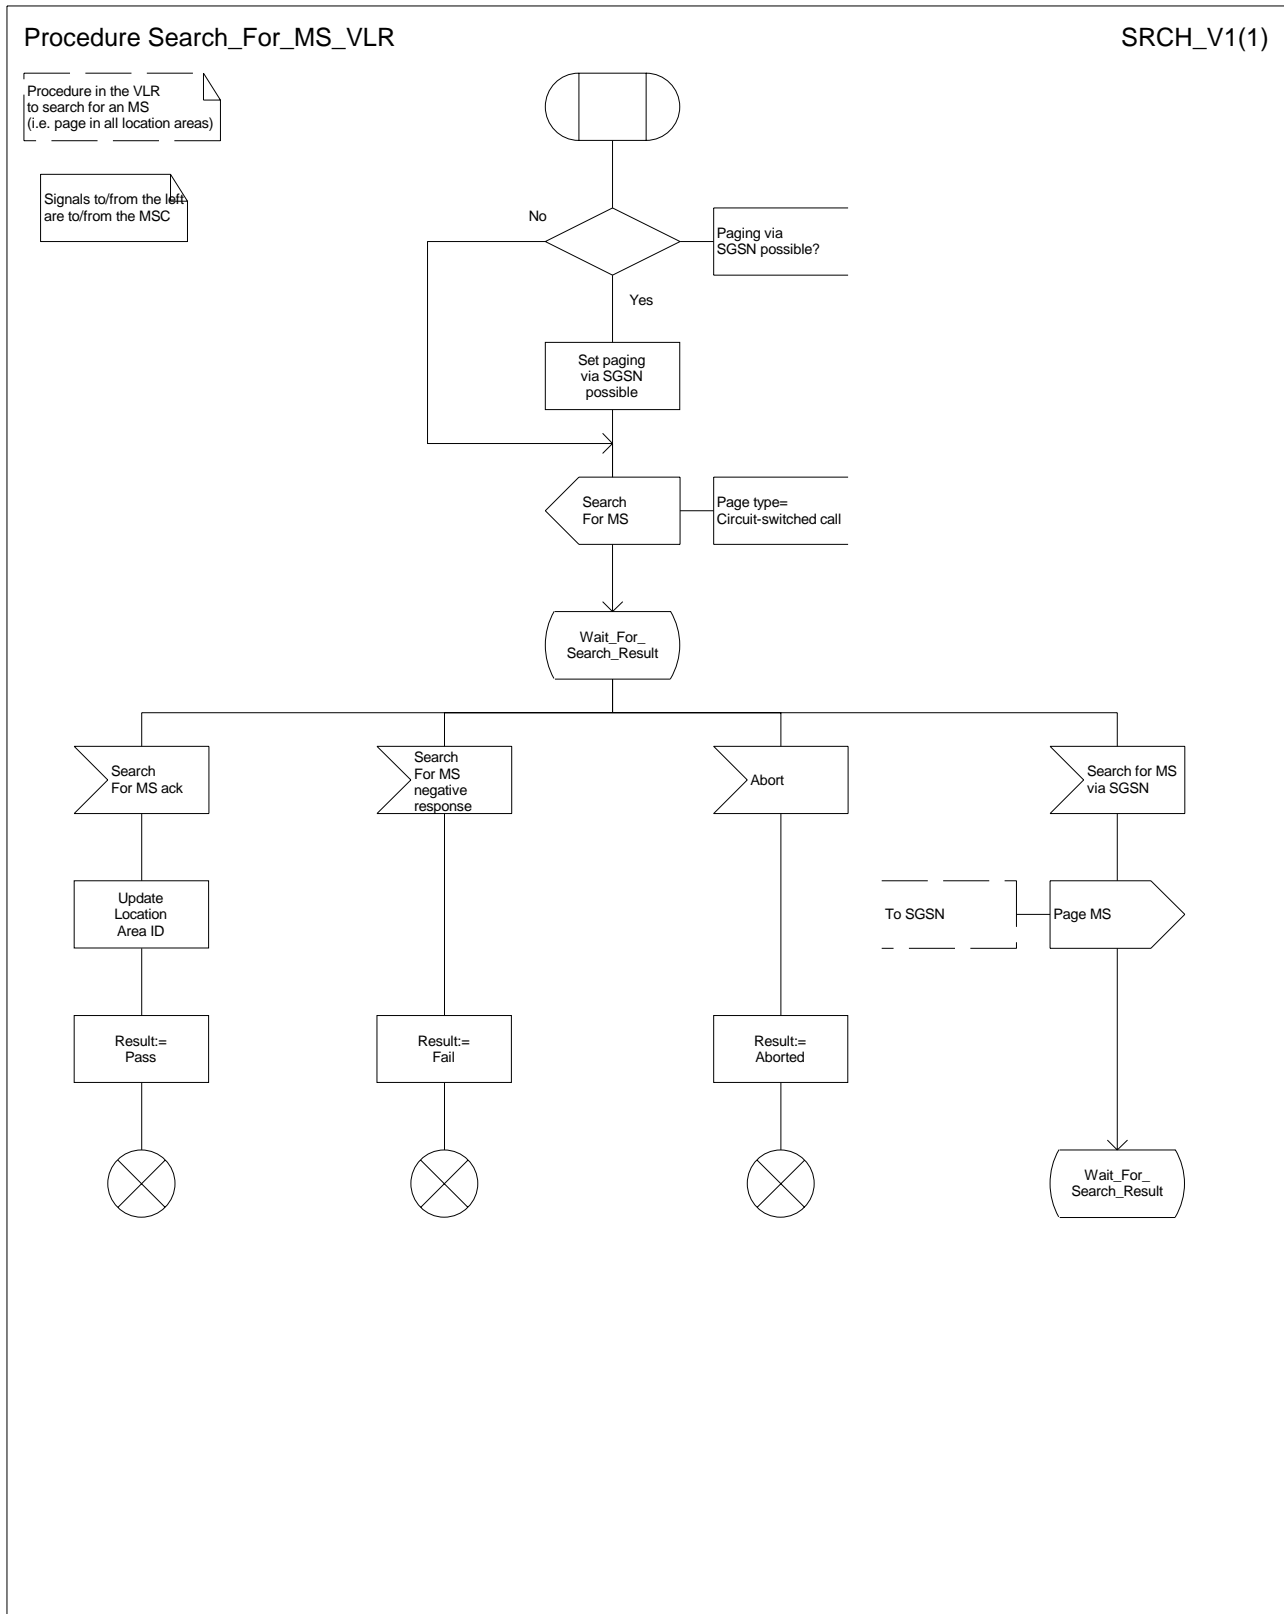 Procedure Search_For_MS_VLR
SRCH_V1(1)
Procedure in the VLR
to search for an MS
(i.e. page in all location areas)
Signals to/from the left
are to/from the MSC
No
Paging via
SGSN possible?
Yes
Set paging
via SGSN
possible
Search
For MS
Page type=
Circuit-switched call
Wait_For_
Search_Result
Search
For MS ack
Search
For MS
negative
response
Abort
Search for MS
via SGSN
Update
Location
Area ID
To SGSN
Page MS
Result:=
Pass
Result:=
Fail
Result:=
Aborted
Wait_For_
Search_Result